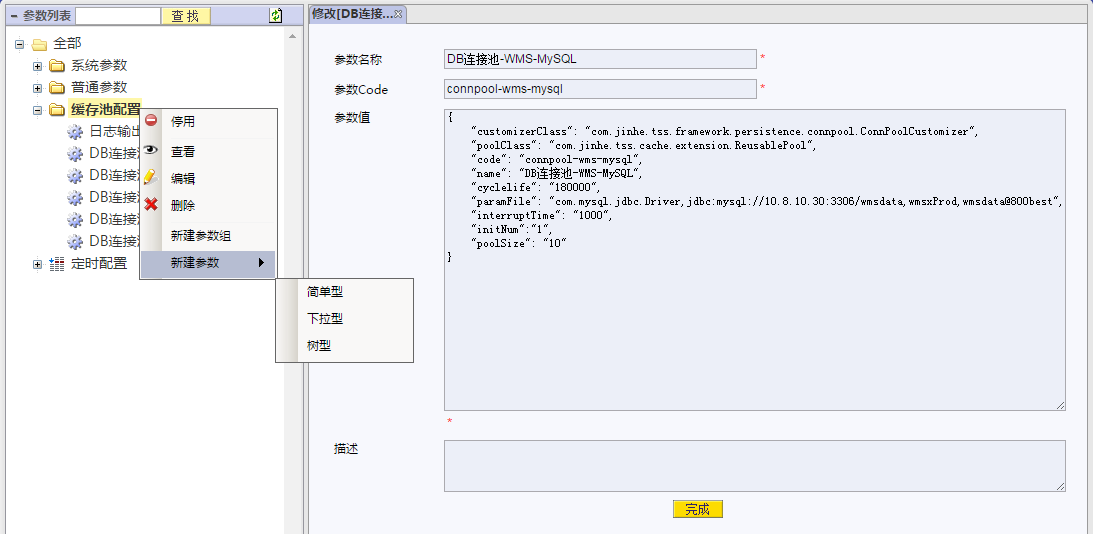 参数列表 查 找
全部
系统参数
普通参数
缓存池配置
日志输出
DB连接池
DB连接池
DB连接池
DB连接池
DB连接池
定时配置
停用
查看
编辑
删除
新建参数组
新建参数
简单型
下拉型
树型
修改[DB连接...
参数名称 DB连接池-WMS-MySQL *
参数Code connpool-wms-mysql *
参数值
{
"customizerClass": "com.jinhe.tss.framework.persistence.connpool.ConnPoolCustomizer",
"poolClass": "com.jinhe.tss.cache.extension.ReusablePool",
"code": "connpool-wms-mysql",
"name": "DB连接池-WMS-MySQL",
"cyclelife": "180000",
"paramFile": "com.mysql.jdbc.Driver,jdbc:mysql://10.8.10.30:3306/wmsdata,wmsxProd,wmsdata@800best",
"interruptTime": "1000",
"initNum":"1",
"poolSize": "10"
}
*
描述
完成